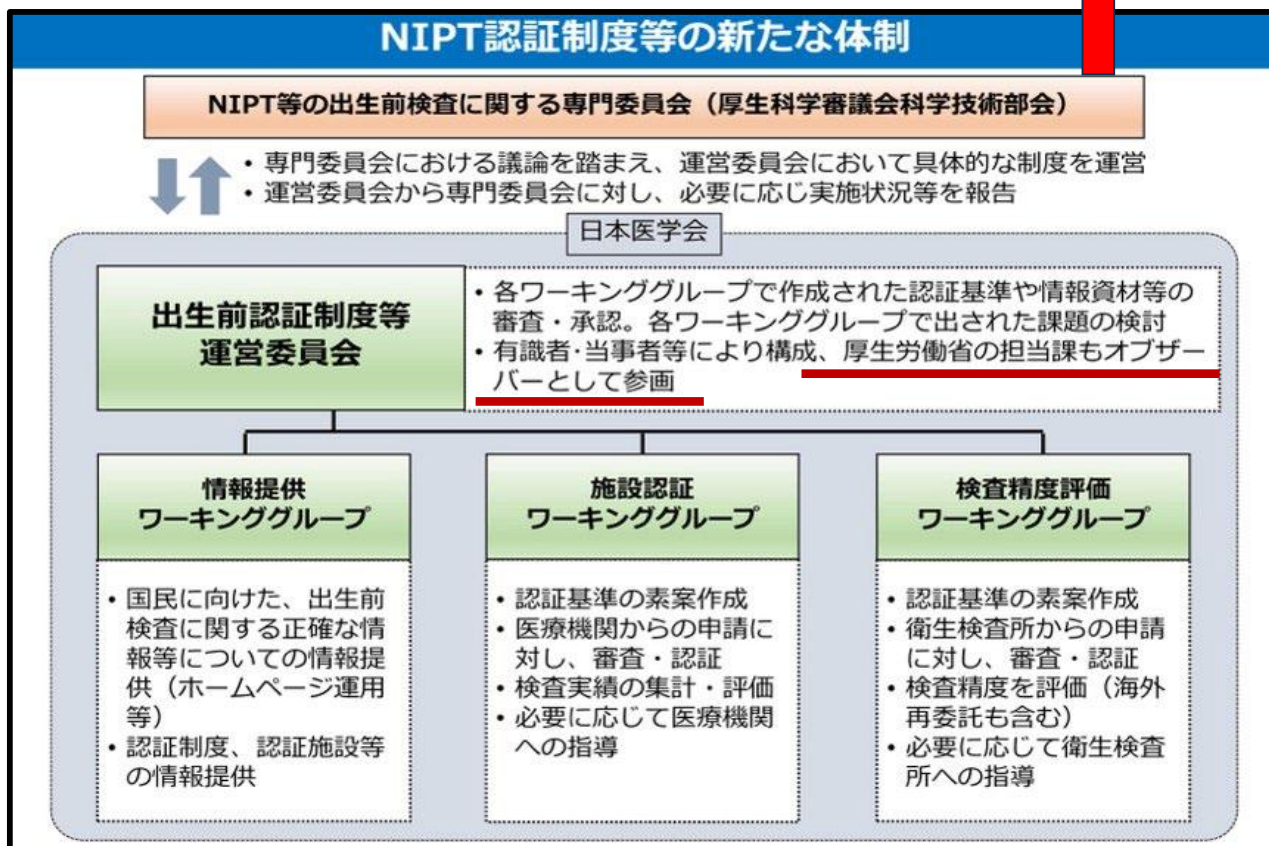 NIPT認証制度等の新たな体制
NIPT等の出生前検査に関する専門委員会（厚生科学審議会科学技術部会）
・専門委員会における議論を踏まえ、運営委員会において具体的な制度を運営
・運営委員会から専門委員会に対し、必要に応じ実施状況等を報告
日本医学会
出生前認証制度等
運営委員会
・各ワーキンググループで作成された認証基準や情報資材等の
審査・承認。各ワーキンググループで出された課題の検討
・有識者・当事者等により構成、厚生労働省の担当課もオブザー
バーとして参画
情報提供
ワーキンググループ
・国民に向けた、出生前
検査に関する正確な情
報等についての情報提
供（ホームページ運用
等）
・認証制度、認証施設等
の情報提供
施設認証
ワーキンググループ
・認証基準の素案作成
・医療機関からの申請に
対し、審査・認証
・検査実績の集計・評価
・必要に応じて医療機関
への指導
検査精度評価
ワーキンググループ
・認証基準の素案作成
・衛生検査所からの申請
に対し、審査・認証
・検査精度を評価（海外
再委託も含む）
・必要に応じて衛生検査
所への指導